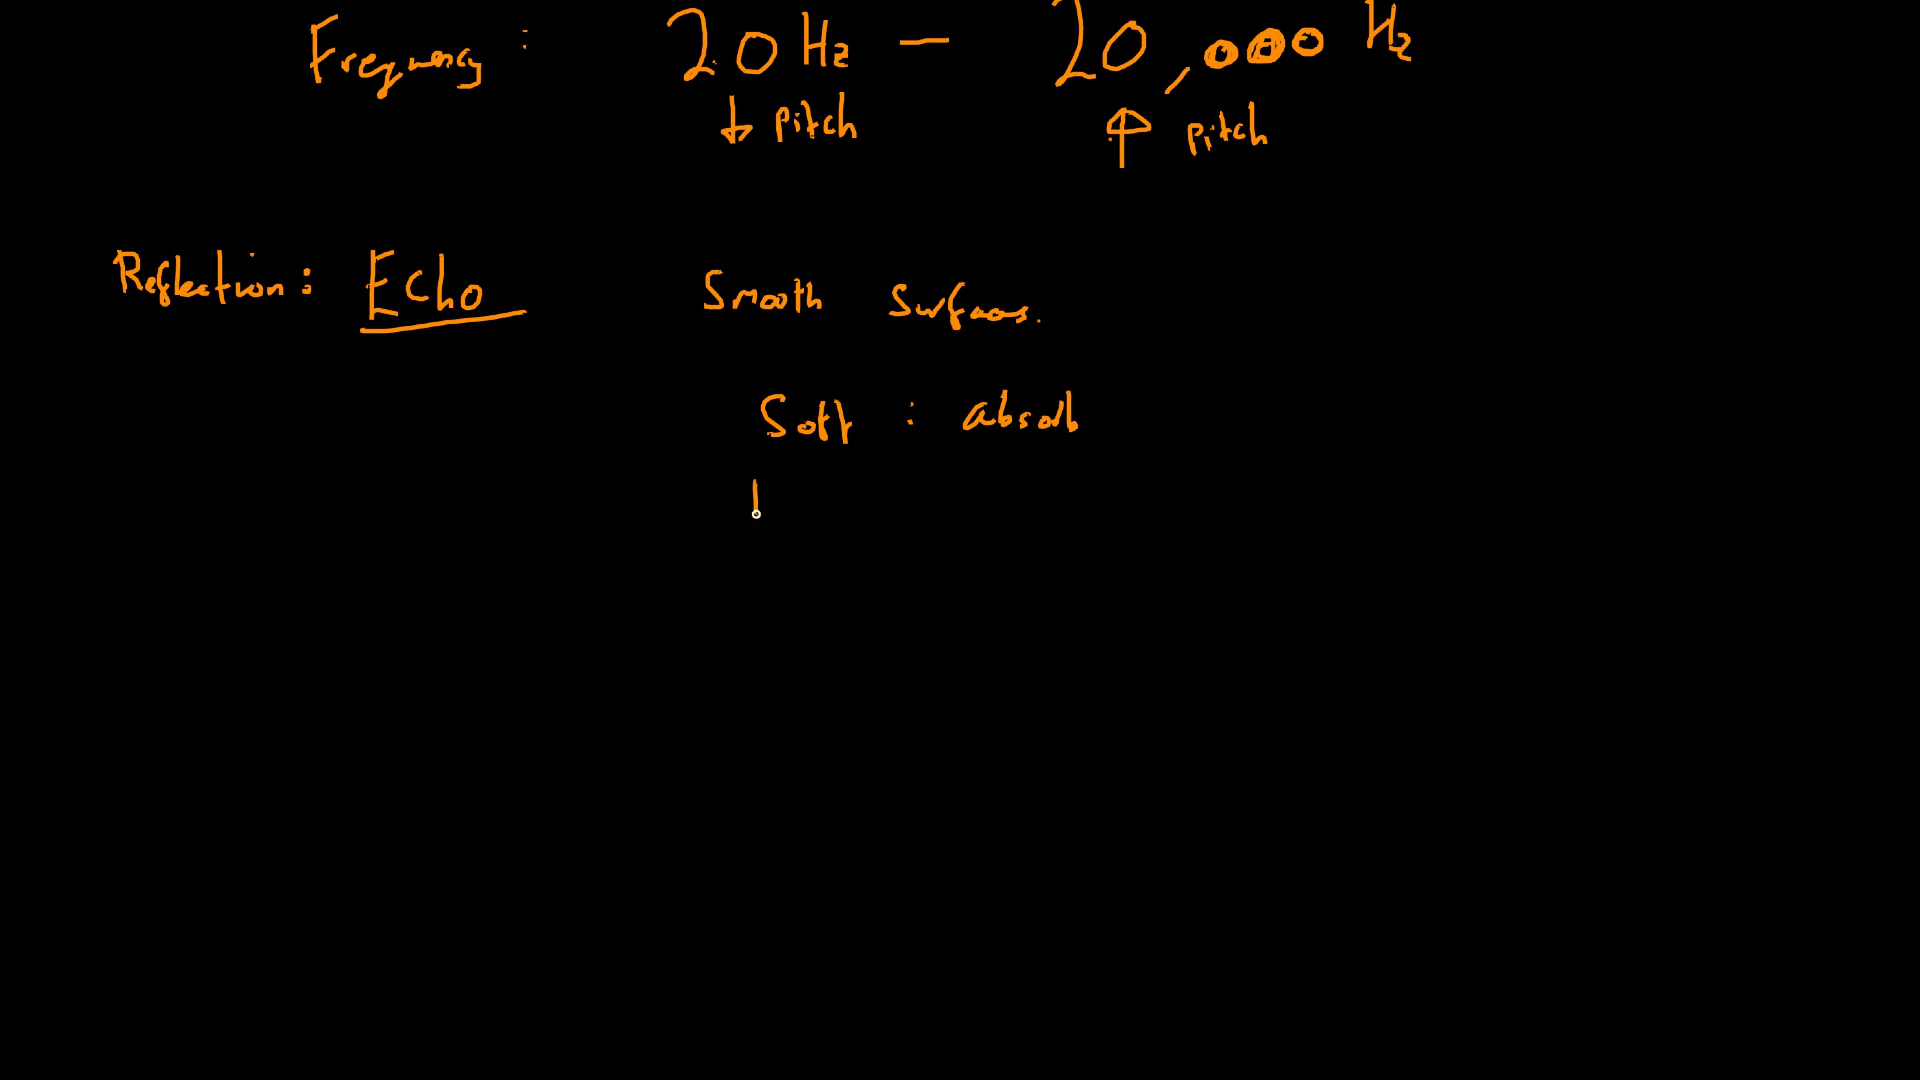 Frequency : 20 Hz — 20,000 Hz
↓ pitch ↑ pitch
Reflection: Echo Smooth Surfaces.
Soft : absorb